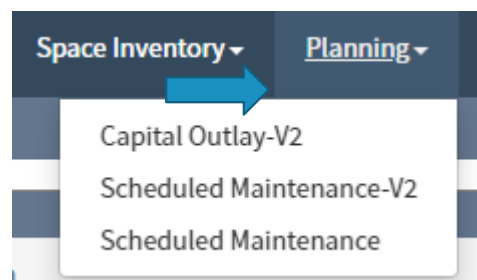 Space Inventory Planning
Capital Outlay-V2
Scheduled Maintenance-V2
Scheduled Maintenance